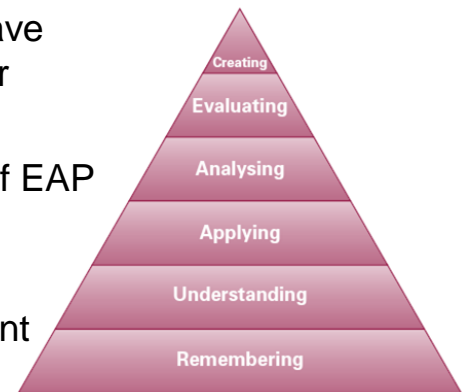 ave
r
f EAP
nt
Creating
Evaluating
Analysing
Applying
Understanding
Remembering